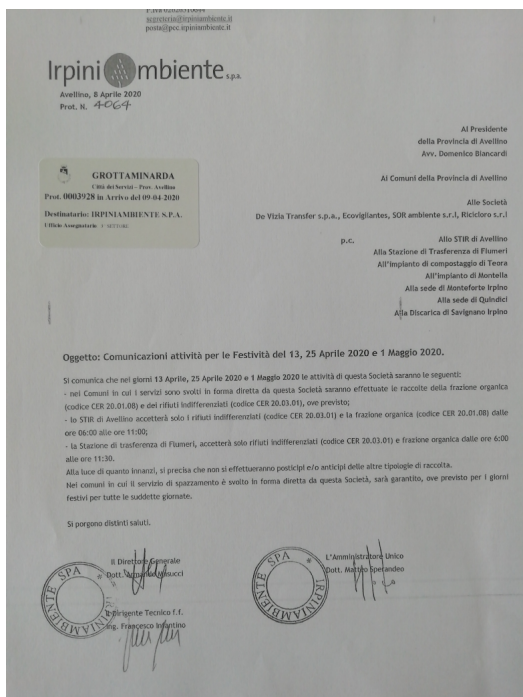 segreteria@irpiniambiente.it
poste@pec.irpiniambiente.it
Irpini mbiente s.p.a.
Avellino, 8 Aprile 2020
Prot. N. 4064
Al Presidente
della Provincia di Avellino
Avv. Domenico Biancardi
GROTTAMINARDA
Città dei Servizi - Prov. Avellino
Prot. 0003928 in Arrivo del 09-04-2020
Destinatario: IRPINIAMBIENTE S.P.A.
Ufficio Assegnatario: 3° SETTORE
Ai Comuni della Provincia di Avellino
Alle Società
De Vizia Transfer s.p.a., Ecovigliantes, SOR ambiente s.r.l, Ricicloro s.r.l
p.c. Allo STIR di Avellino
Alla Stazione di Trasferenza di Flumeri
All'Impianto di compostaggio di Teora
All'Impianto di Montella
Alla sede di Monteforte Irpino
Alla sede di Quindici
Alla Discarica di Savignano Irpino
Oggetto: Comunicazioni attività per le Festività del 13, 25 Aprile 2020 e 1 Maggio 2020.
Si comunica che nei giorni 13 Aprile, 25 Aprile 2020 e 1 Maggio 2020 le attività di questa Società saranno le seguenti:
- nei Comuni in cui i servizi sono svolti in forma diretta da questa Società saranno effettuate le raccolte della frazione organica
(codice CER 20.01.08) e dei rifiuti indifferenziati (codice CER 20.03.01), ove previsto;
- lo STIR di Avellino accetterà solo i rifiuti indifferenziati (codice CER 20.03.01) e la frazione organica (codice CER 20.01.08) dalle
ore 06:00 alle ore 11:00;
- la Stazione di trasferenza di Flumeri, accetterà solo rifiuti indifferenziati (codice CER 20.03.01) e frazione organica dalle ore 6:00
alle ore 11:30.
Alla luce di quanto innanzi, si precisa che non si effettueranno posticipi e/o anticipi delle altre tipologie di raccolta.
Nei comuni in cui il servizio di spazzamento è svolto in forma diretta da questa Società, sarà garantito, ove previsto per i giorni
festivi per tutte le suddette giornate.
Si porgono distinti saluti.
Il Direttore Generale
Dott. Masucci
Il Dirigente Tecnico f.f.
Ing. Francesco Infantino
IRPINIAMBIENTE SPA
L'Amministratore Unico
Dott. Matteo Sperandeo
IRPINIAMBIENTE SPA